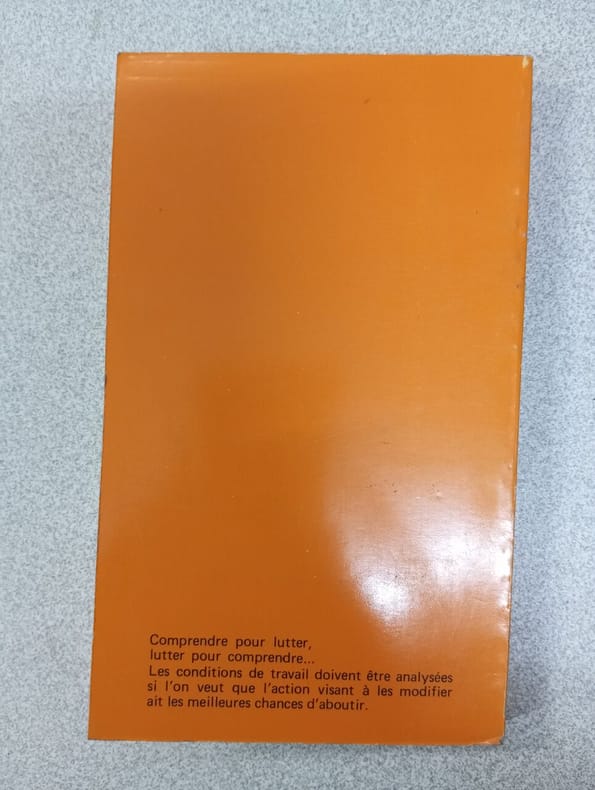 Comprendre pour lutter,
lutter pour comprendre...
Les conditions de travail doivent être analysées
si l'on veut que l'action visant à les modifier
ait les meilleures chances d'aboutir.